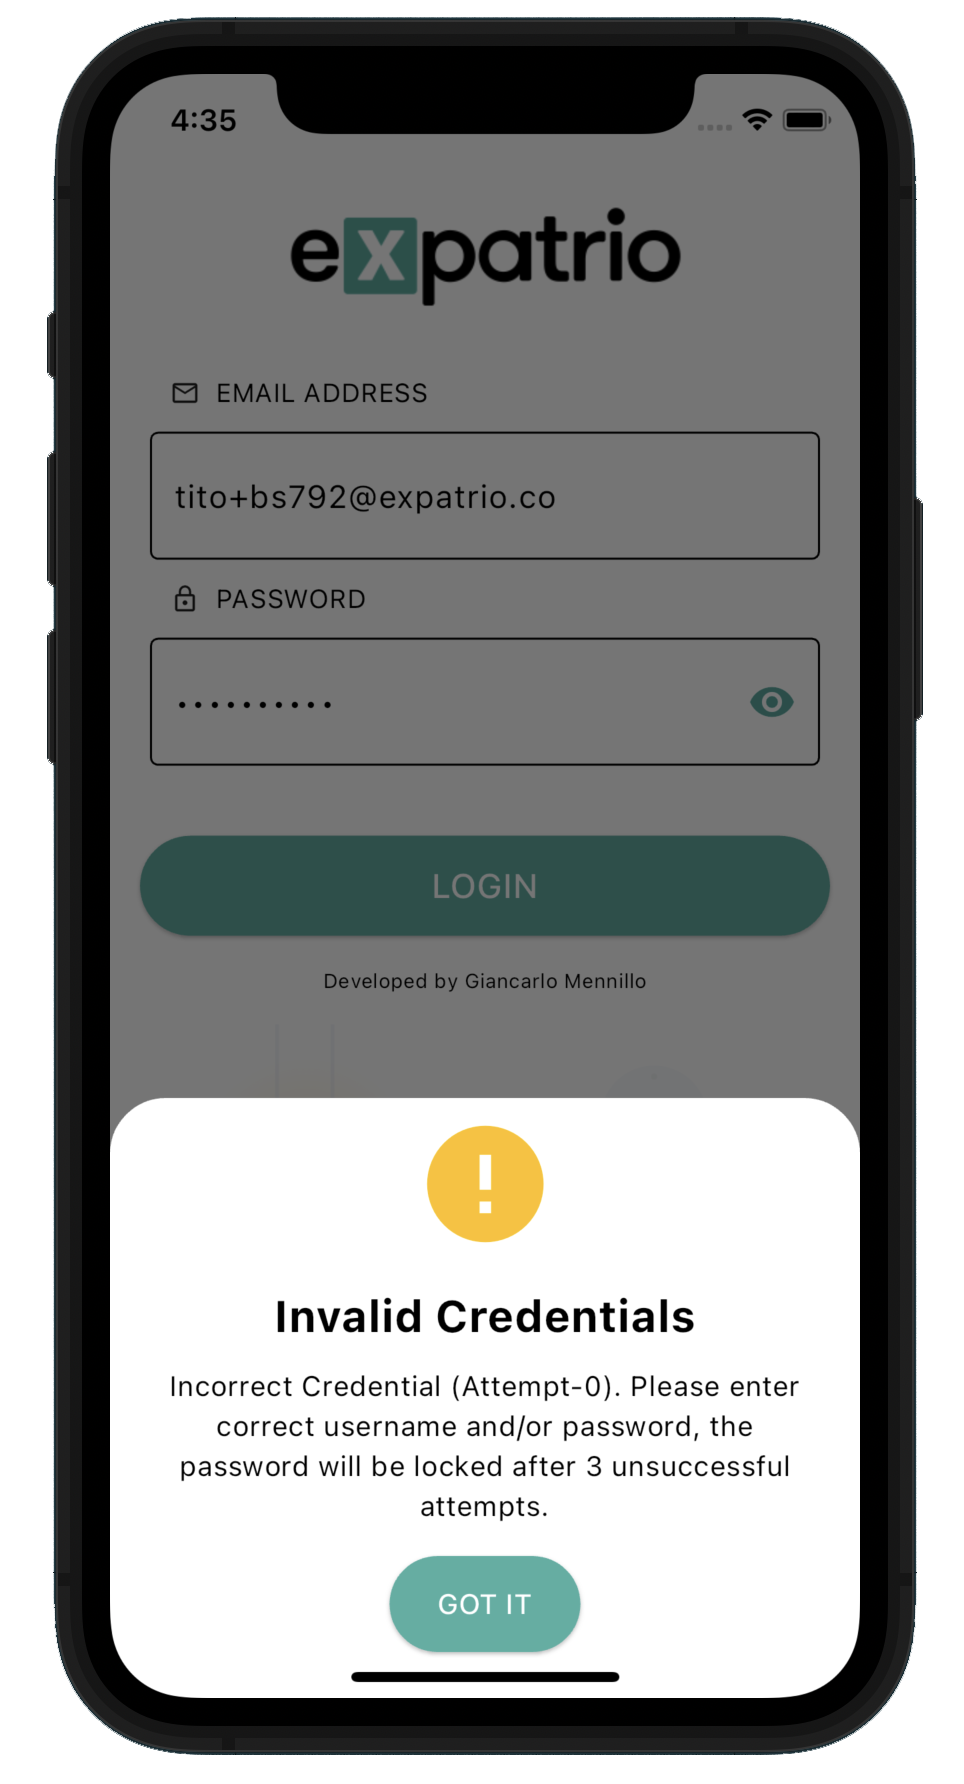 4:35
expatrio
EMAIL ADDRESS
tito+bs792@expatrio.co
PASSWORD
••••••••••
LOGIN
Developed by Giancarlo Mennillo
Invalid Credentials
Incorrect Credential (Attempt-0). Please enter
correct username and/or password, the
password will be locked after 3 unsuccessful
attempts.
GOT IT